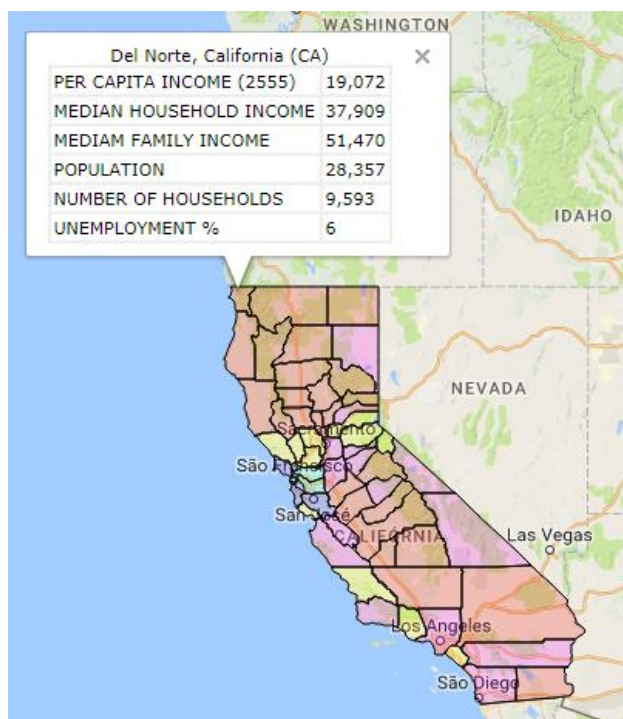 WASHINGTON
Del Norte, California (CA)
PER CAPITA INCOME (2555) 19,072
MEDIAN HOUSEHOLD INCOME 37,909
MEDIAM FAMILY INCOME 51,470
POPULATION 28,357
NUMBER OF HOUSEHOLDS 9,593
UNEMPLOYMENT % 6
IDAHO
NEVADA
Sacramento
São Francisco
San José
CALIFÓRNIA
Las Vegas
Los Angeles
São Diego